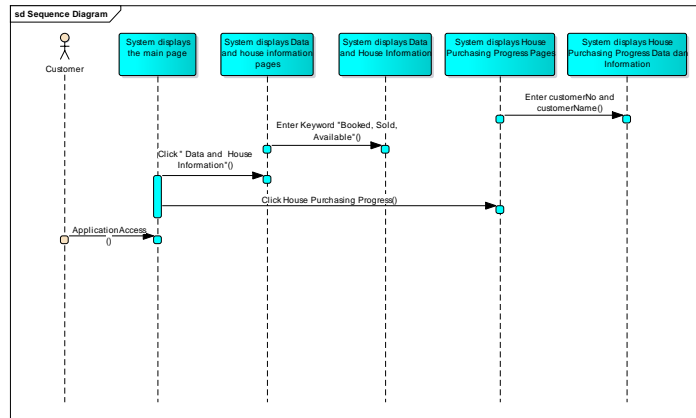 sd Sequence Diagram
Customer
System displays
the main page
System displays Data
and house information
pages
System displays Data
and House Information
System displays House
Purchasing Progress Pages
System displays House
Purchasing Progress Data dan
Information
Enter customerNo and
customerName()
Enter Keyword "Booked, Sold,
Available"()
Click " Data and House
Information"()
Click House Purchasing Progress()
ApplicationAccess
()